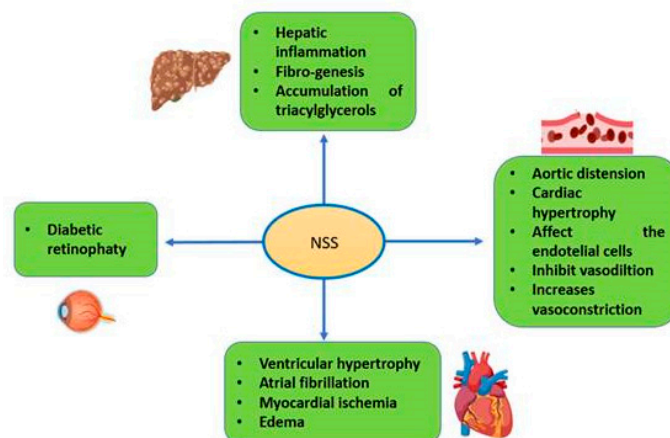 • Hepatic
inflammation
• Fibro-genesis
• Accumulation of
triacylglycerols
• Aortic distension
• Cardiac
hypertrophy
• Affect the
endotelial cells
• Inhibit vasodiltion
• Increases
vasoconstriction
• Diabetic
retinophaty
NSS
• Ventricular hypertrophy
• Atrial fibrillation
• Myocardial ischemia
• Edema